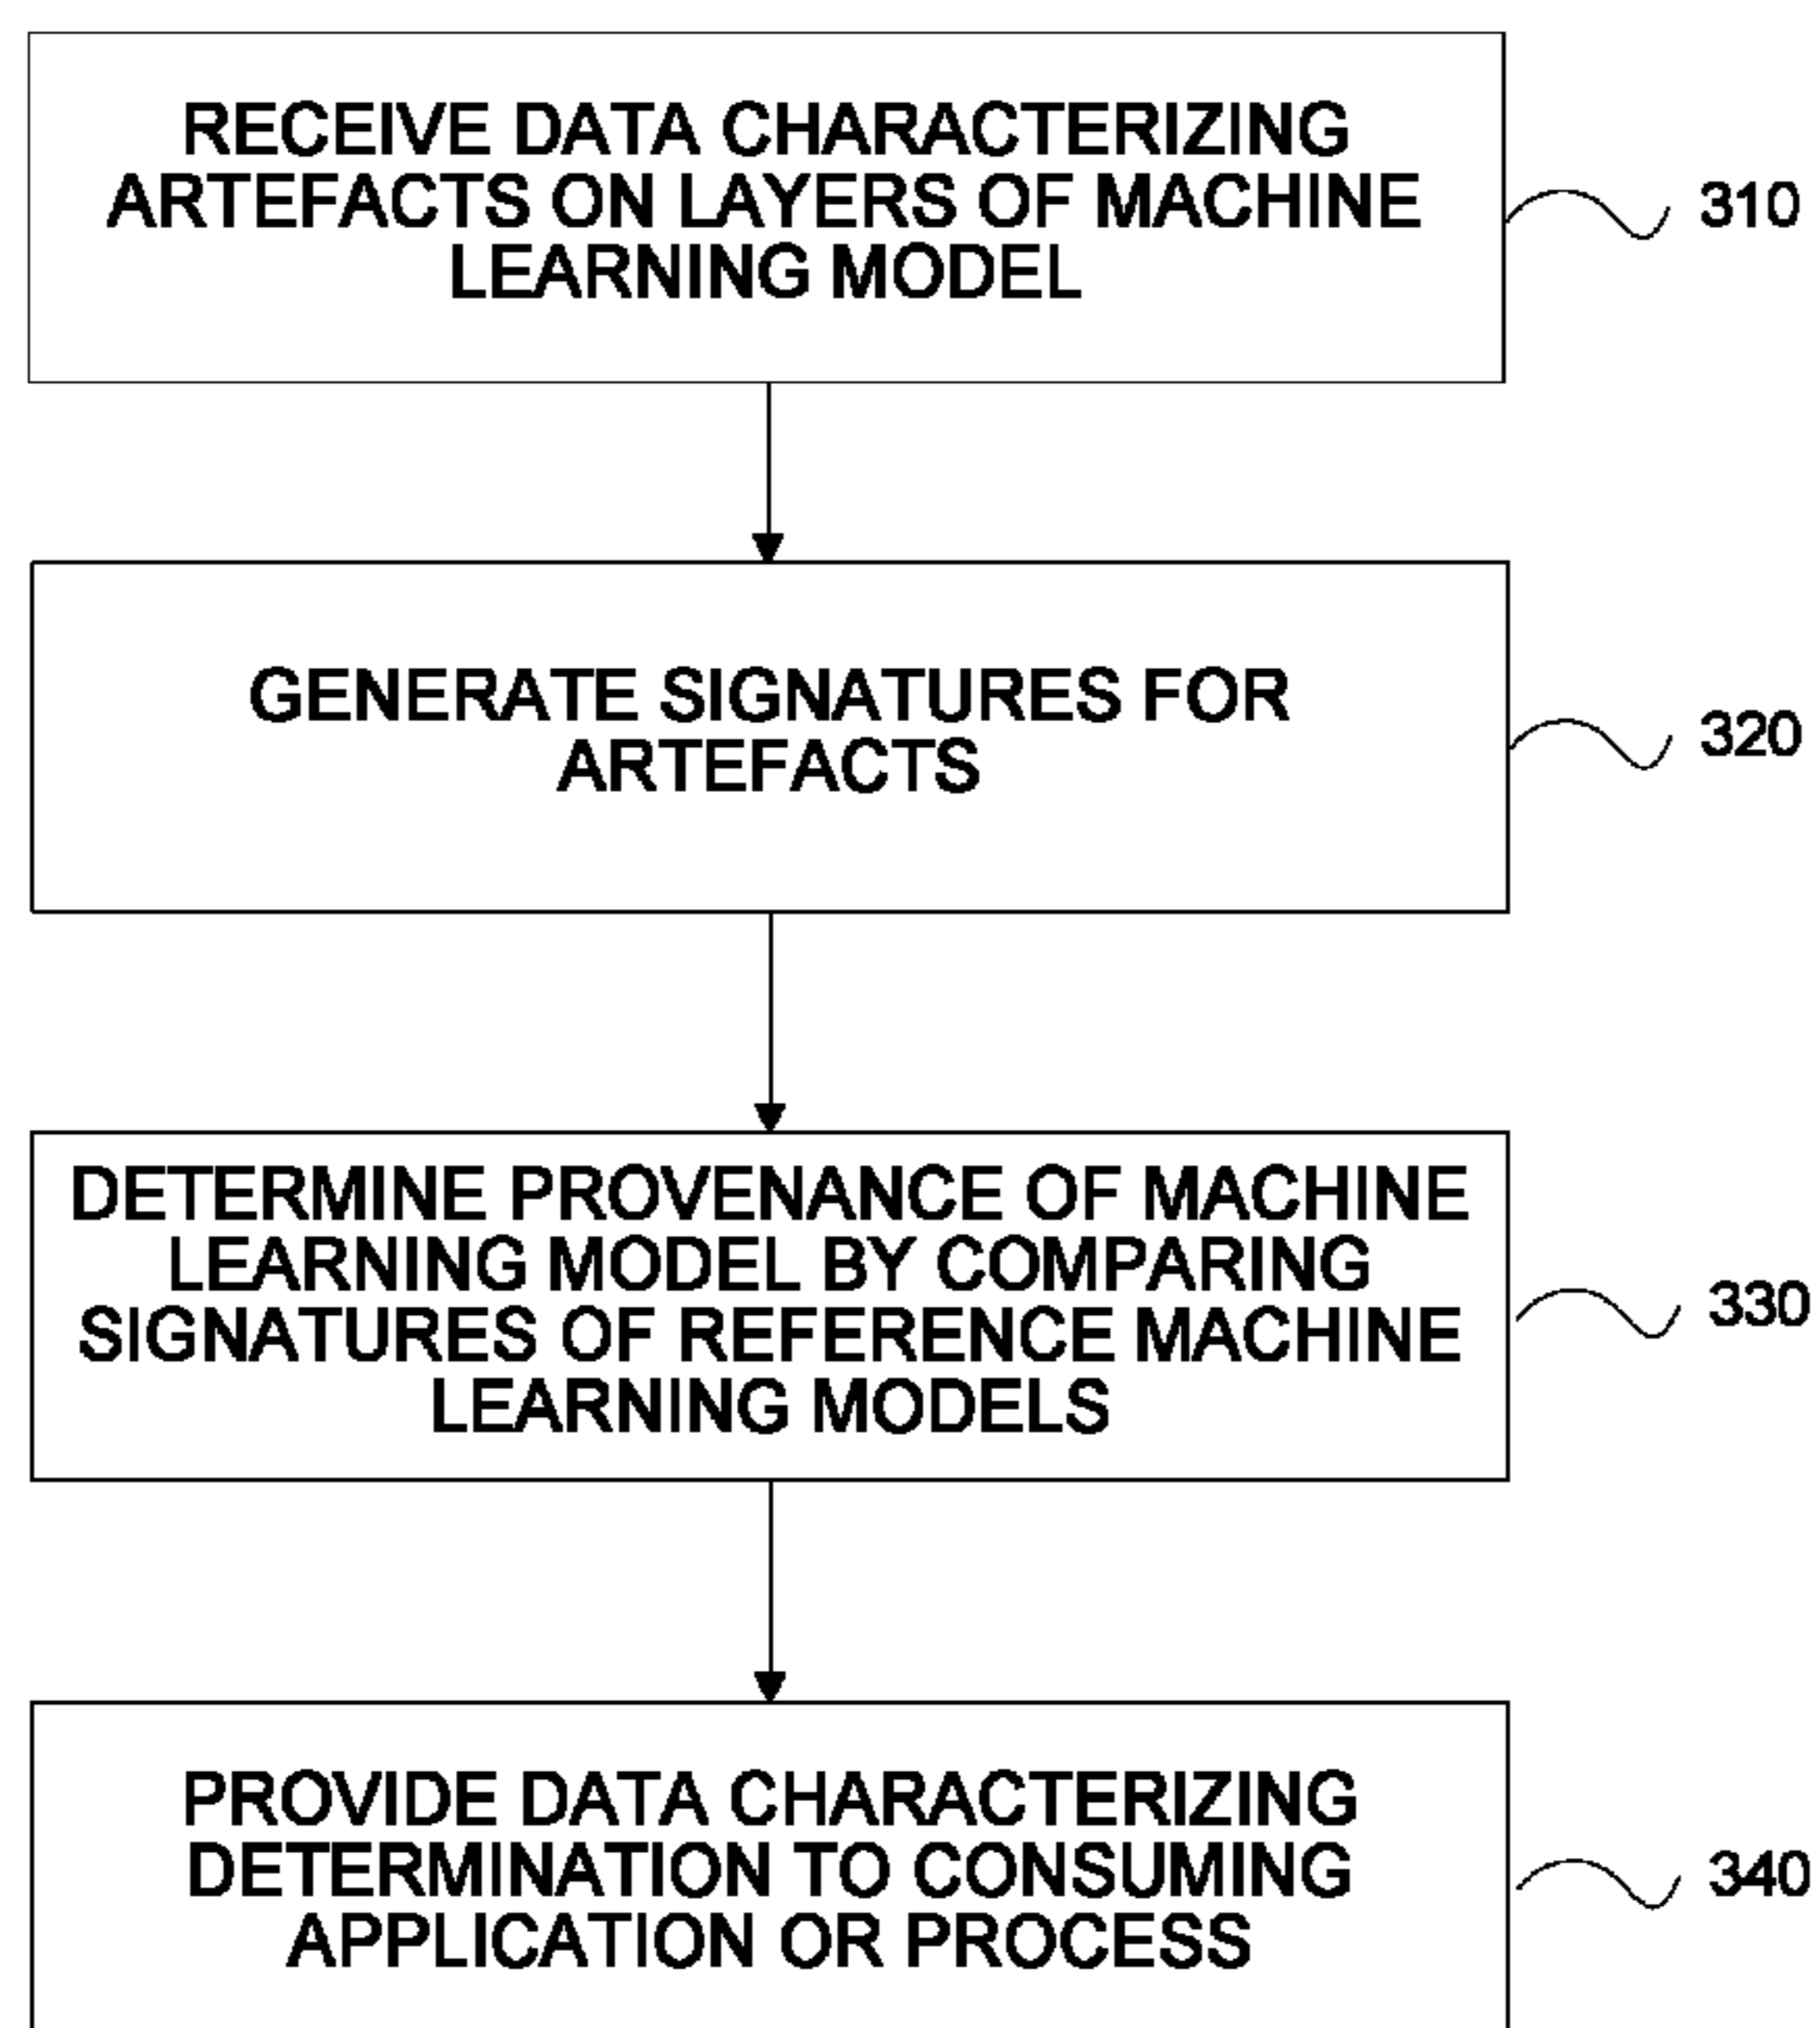 RECEIVE DATA CHARACTERIZING
ARTEFACTS ON LAYERS OF MACHINE
LEARNING MODEL
310
GENERATE SIGNATURES FOR
ARTEFACTS
320
DETERMINE PROVENANCE OF MACHINE
LEARNING MODEL BY COMPARING
SIGNATURES OF REFERENCE MACHINE
LEARNING MODELS
330
PROVIDE DATA CHARACTERIZING
DETERMINATION TO CONSUMING
APPLICATION OR PROCESS
340